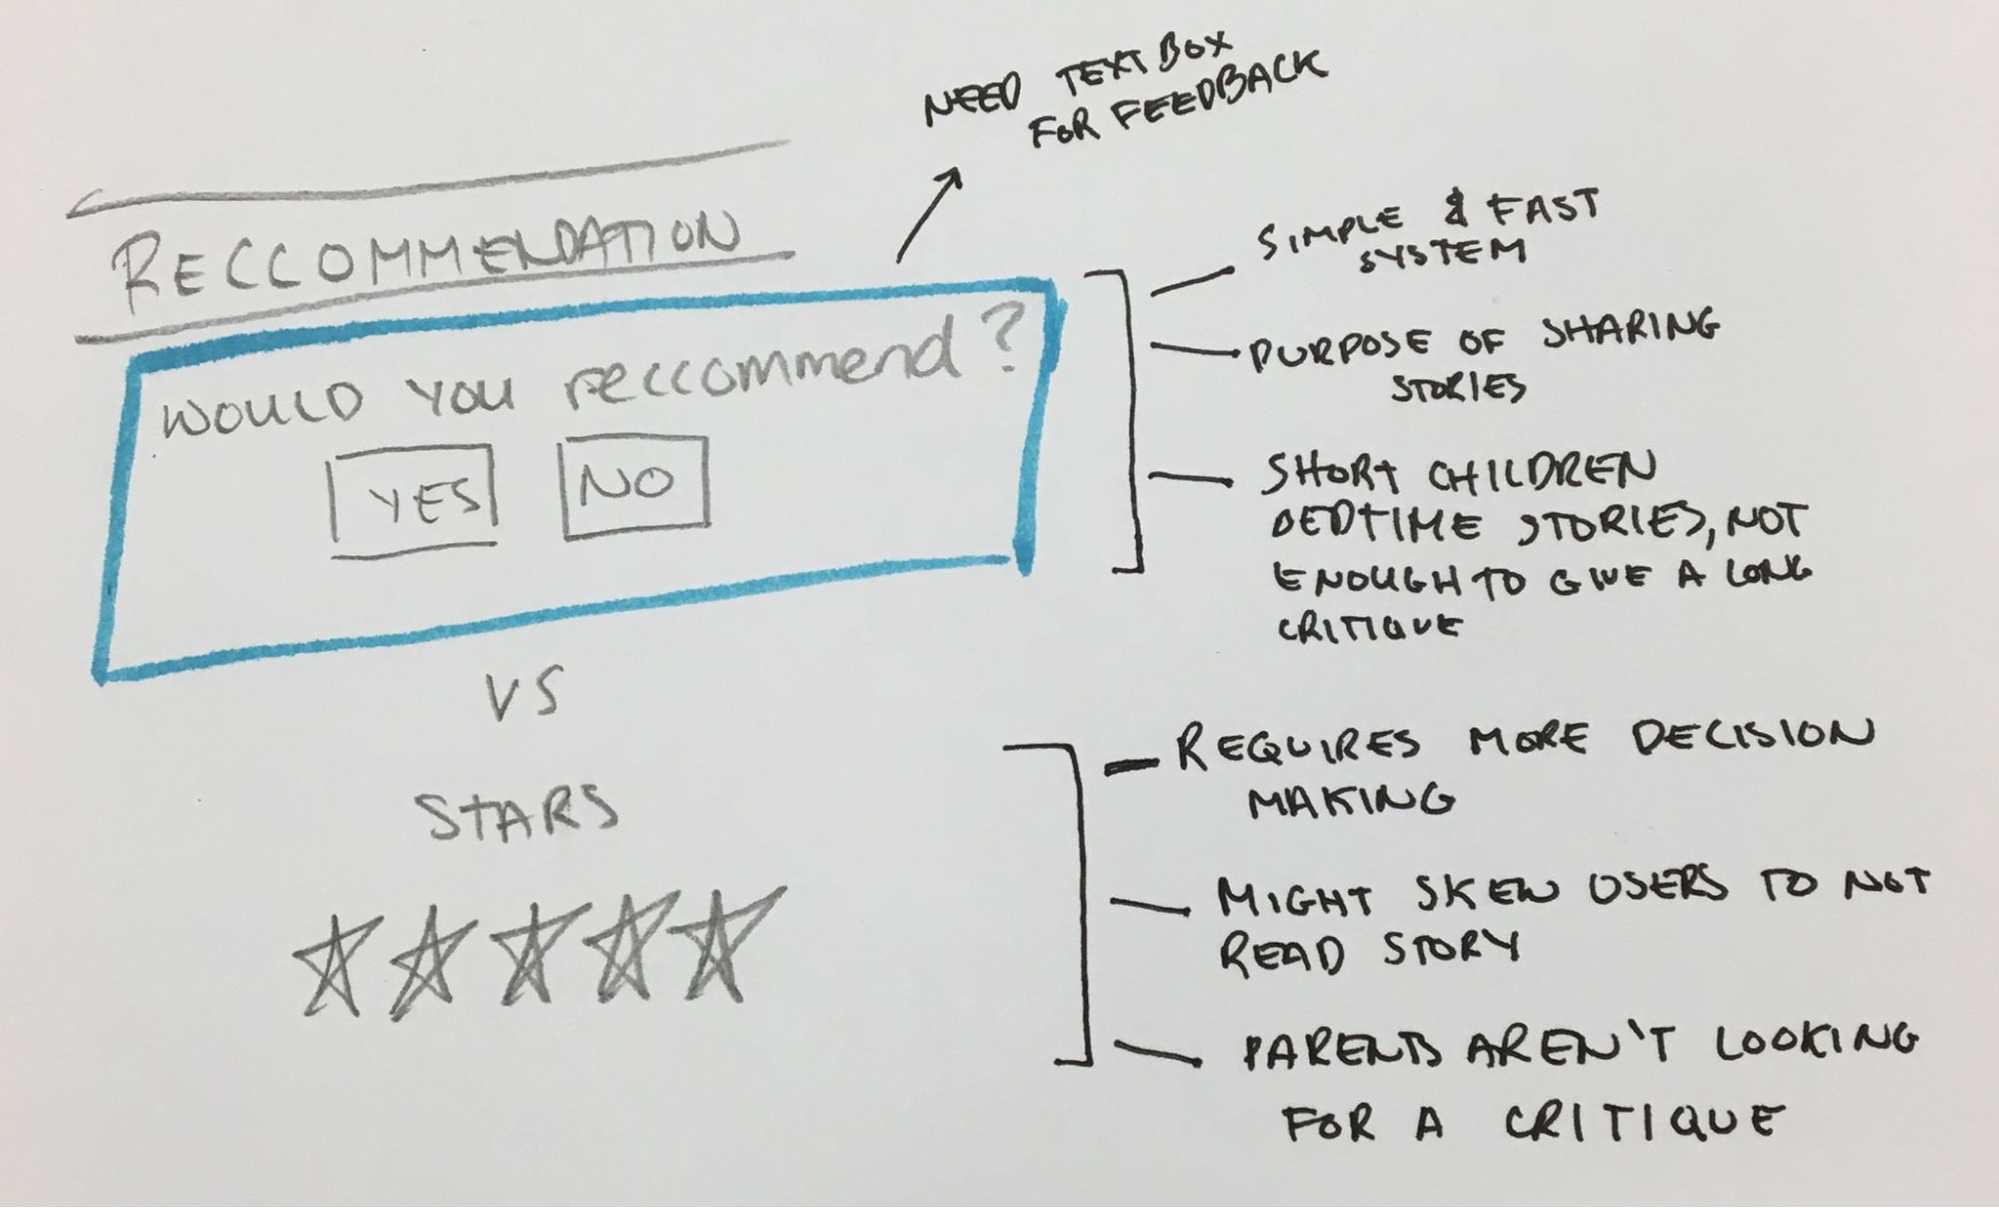 NEED TEXT BOX
FOR FEEDBACK
RECCOMMENDATION
WOULD YOU reccommend?
YES NO
VS
STARS
SIMPLE & FAST
SYSTEM
PURPOSE OF SHARING
STORIES
SHORT CHILDREN
BEDTIME STORIES, NOT
ENOUGH TO GIVE A LONG
CRITIQUE
REQUIRES MORE DECISION
MAKING
MIGHT SKEW USERS TO NOT
READ STORY
PARENTS AREN'T LOOKING
FOR A CRITIQUE